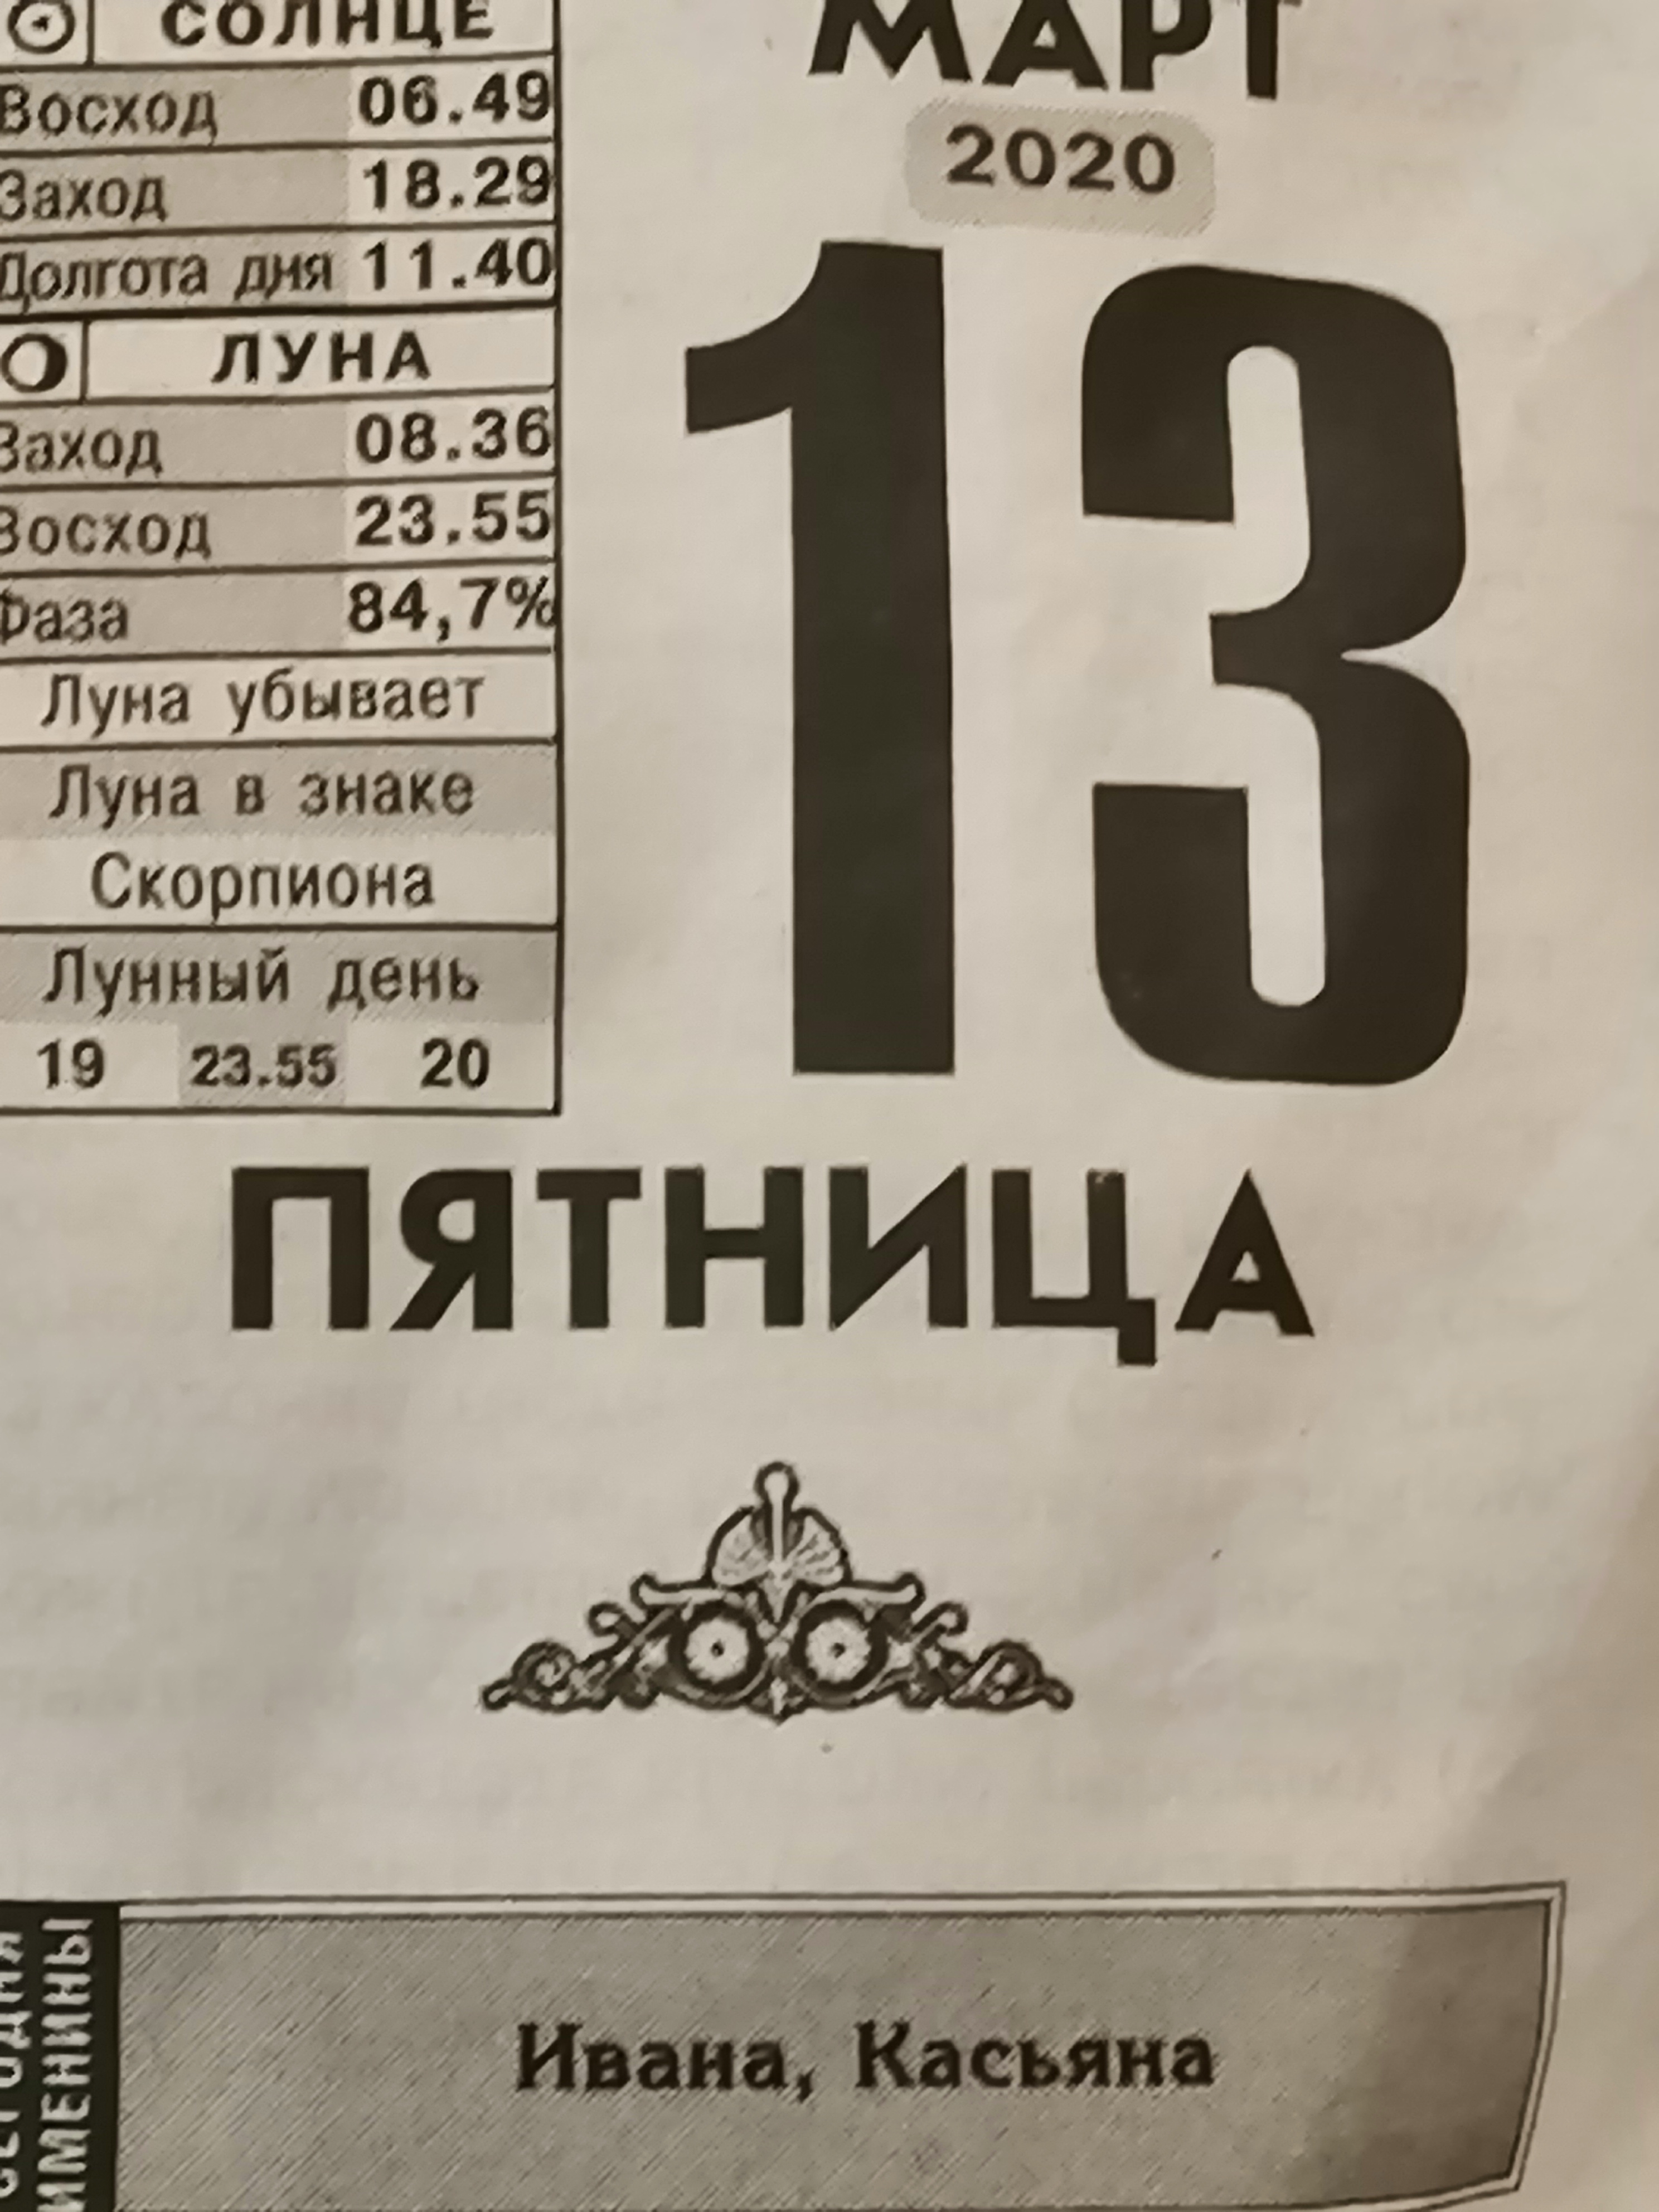 СОЛНЦЕ
Восход 06.49
Заход 18.29
Долгота дня 11.40
ЛУНА
Заход 08.36
Восход 23.55
Фаза 84,7%
Луна убывает
Луна в знаке
Скорпиона
Лунный день
19 23.55 20
МАРТ
2020
13
ПЯТНИЦА
СЕГОДНЯ
ИМЕНИНЫ
Ивана, Касьяна